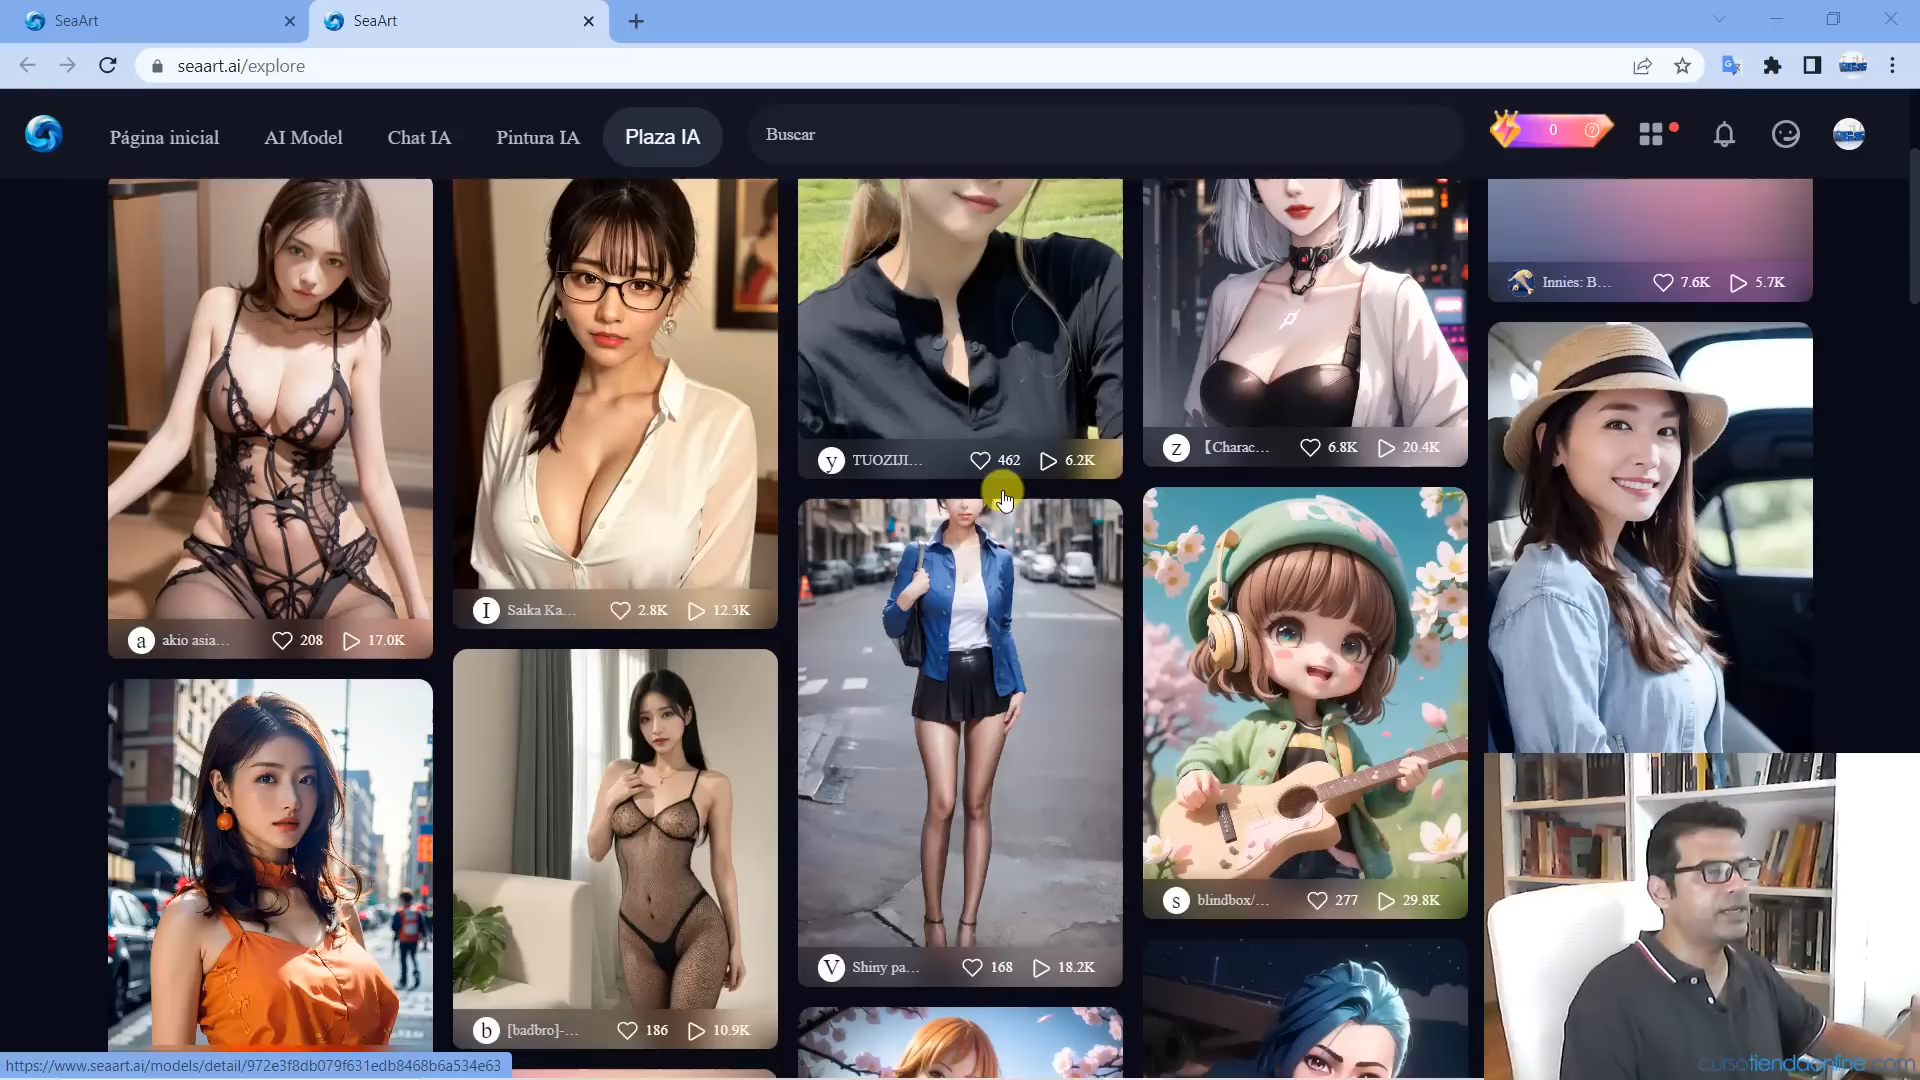 SeaArt
SeaArt
seaart.ai/explore
Página inicial
AI Model
Chat IA
Pintura IA
Plaza IA
Buscar
0
Innies: B...
7.6K
5.7K
y
TUOZIJI...
462
6.2K
z
【Charac...
6.8K
20.4K
I
Saika Ka...
2.8K
12.3K
a
akio asia...
208
17.0K
s
blindbox/...
277
29.8K
V
Shiny pa...
168
18.2K
b
[badbro]-...
186
10.9K
https://www.seaart.ai/models/detail/972e3f8db079f631edb8468b6a534e63
cursotiendaonline.com